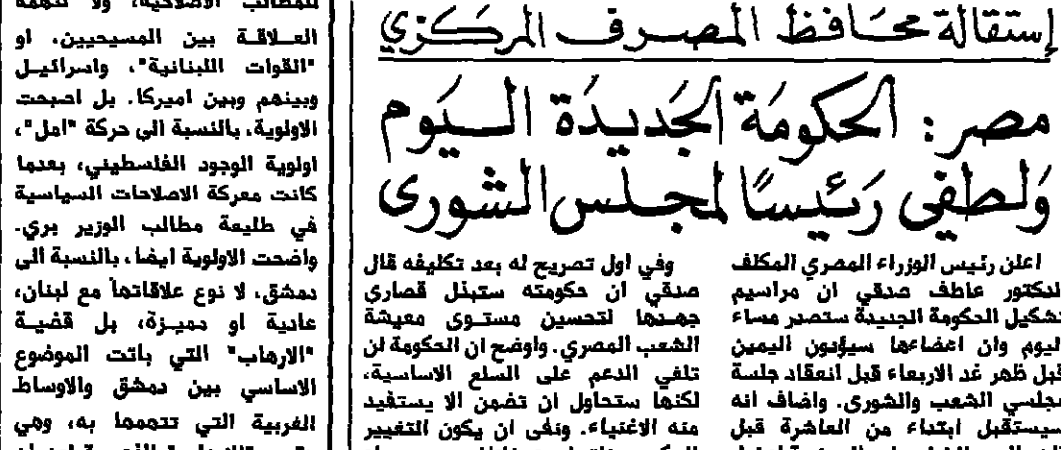 إستقالة محافظ المصرف المركزي
مصر : الحكومة الجديدة اليوم
ولطفي رئيسًا لمجلس الشورى
اعلن رئيس الوزراء المصري المكلف
الدكتور عاطف صدقي ان مراسيم
تشكيل الحكومة الجديدة ستصدر مساء
اليوم وان اعضاءها سيؤدون اليمين
قبل ظهر غد الاربعاء قبل انعقاد جلسة
مجلسي الشعب والشورى. واضاف انه
سيستقبل ابتداء من العاشرة قبل
وفي اول تصريح له بعد تكليفه قال
صدقي ان حكومته ستبذل قصارى
جهدها لتحسين مستوى معيشة
الشعب المصري. واوضح ان الحكومة لن
تلغي الدعم على السلع الاساسية،
لكنها ستحاول ان تضمن الا يستفيد
منه الاغنياء. ونفى ان يكون التغيير
للمطالب الاصلاحية، ولا تتهمه
العلاقة بين المسيحيين، او
"القوات اللبنانية"، واسرائيل
وبينهم وبين اميركا. بل اصبحت
الاولوية، بالنسبة الى حركة "امل"،
اولوية الوجود الفلسطيني، بعدما
كانت معركة الاصلاحات السياسية
في طليعة مطالب الوزير بري.
واضحت الاولوية ايضا، بالنسبة الى
دمشق، لا نوع علاقاتها مع لبنان،
عادية او مميزة، بل قضية
"الارهاب" التي باتت الموضوع
الاساسي بين دمشق والاوساط
الغربية التي تتهمها به، وهي